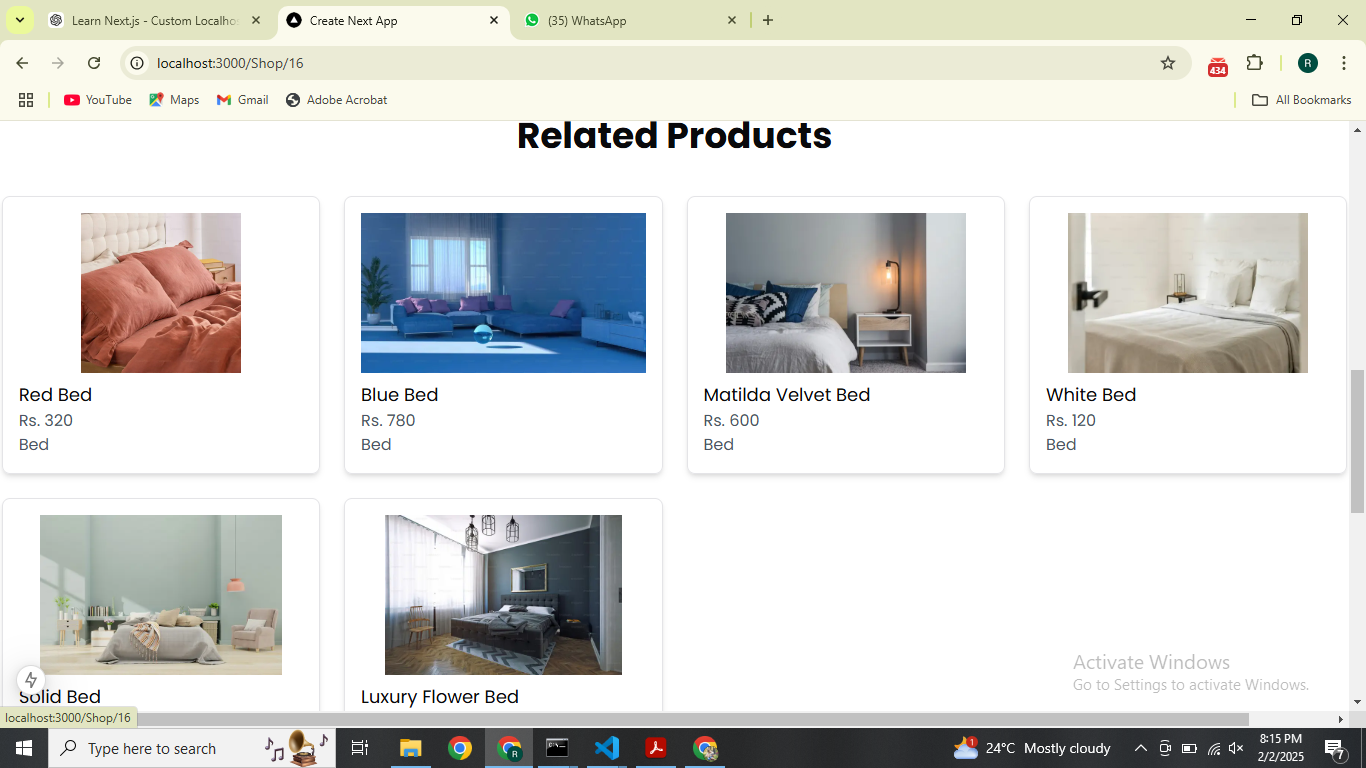 Learn Next.js - Custom Localhos
Create Next App
(35) WhatsApp
localhost:3000/Shop/16
434
R
YouTube
Maps
Gmail
Adobe Acrobat
All Bookmarks
Related Products
Red Bed
Rs. 320
Bed
Blue Bed
Rs. 780
Bed
Matilda Velvet Bed
Rs. 600
Bed
White Bed
Rs. 120
Bed
Solid Bed
Luxury Flower Bed
Activate Windows
Go to Settings to activate Windows.
localhost:3000/Shop/16
Type here to search
R
1
24°C Mostly cloudy
8:15 PM
2/2/2025
7